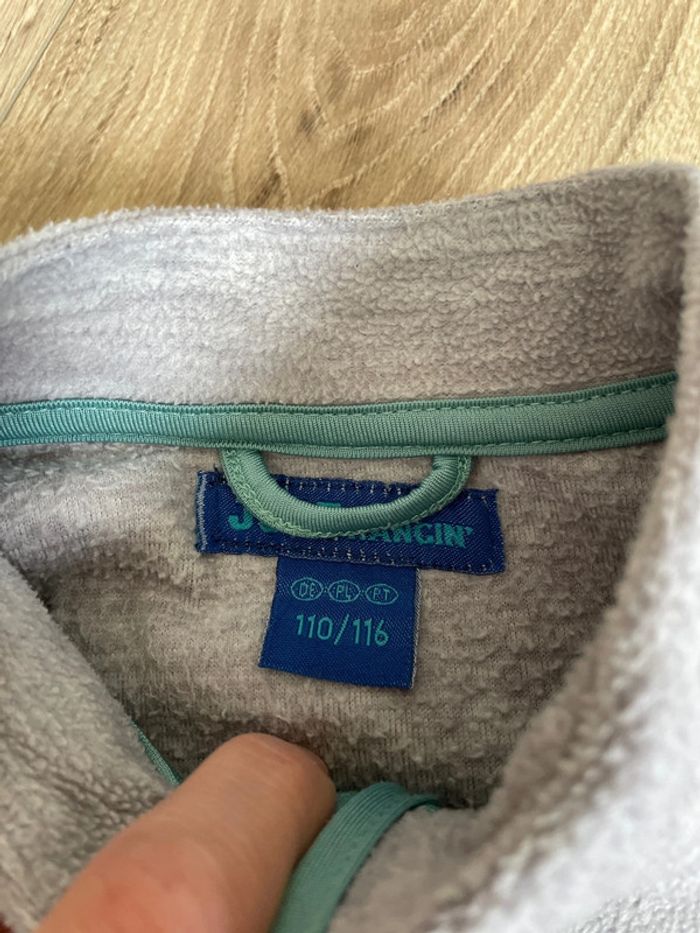 HANGIN'
DE PL PT
110/116